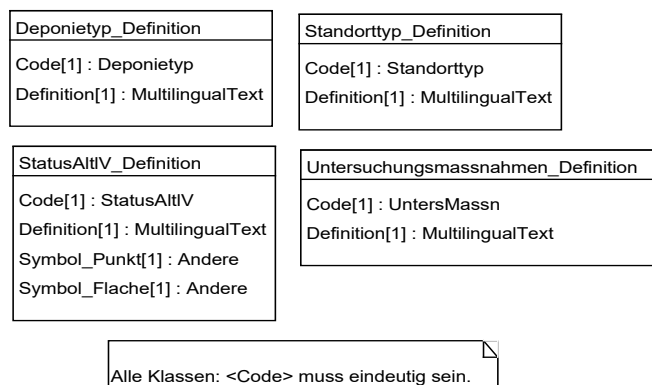 Deponietyp_Definition
Code[1] : Deponietyp
Definition[1] : MultilingualText
Standorttyp_Definition
Code[1] : Standorttyp
Definition[1] : MultilingualText
StatusAltlV_Definition
Code[1] : StatusAltlV
Definition[1] : MultilingualText
Symbol_Punkt[1] : Andere
Symbol_Flache[1] : Andere
Untersuchungsmassnahmen_Definition
Code[1] : UntersMassn
Definition[1] : MultilingualText
Alle Klassen: <Code> muss eindeutig sein.